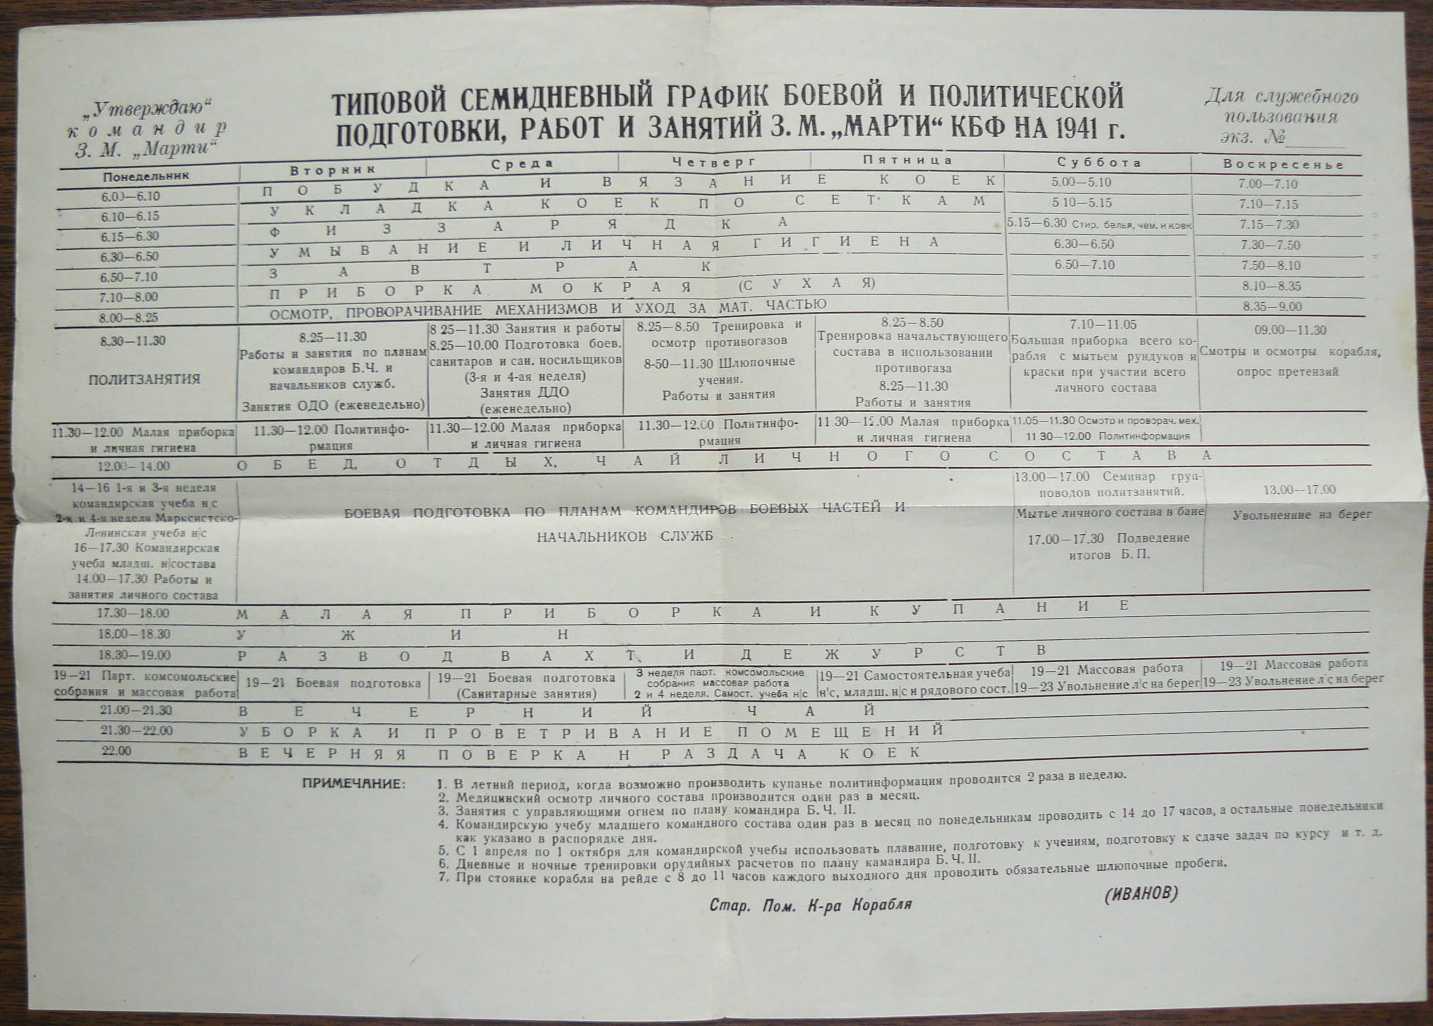 „Утверждаю“
командир
З. М. „Марти“
ТИПОВОЙ СЕМИДНЕВНЫЙ ГРАФИК БОЕВОЙ И ПОЛИТИЧЕСКОЙ
ПОДГОТОВКИ, РАБОТ И ЗАНЯТИЙ З. М. „МАРТИ“ КБФ НА 1941 г.
Для служебного
пользования
экз. №
Понедельник Вторник Среда Четверг Пятница Суббота Воскресенье
6.00—6.10 ПОБУДКА И ВЯЗАНИЕ КОЕК 5.00—5.10 7.00—7.10
6.10—6.15 УКЛАДКА КОЕК ПО СЕТКАМ 5.10—5.15 7.10—7.15
6.15—6.30 ФИЗЗАРЯДКА 5.15—6.30 Стир. белья, чем. и коек 7.15—7.30
6.30—6.50 УМЫВАНИЕ И ЛИЧНАЯ ГИГИЕНА 6.30—6.50 7.30—7.50
6.50—7.10 ЗАВТРАК 6.50—7.10 7.50—8.10
7.10—8.00 ПРИБОРКА МОКРАЯ (СУХАЯ) 8.10—8.35
8.00—8.25 ОСМОТР, ПРОВОРАЧИВАНИЕ МЕХАНИЗМОВ И УХОД ЗА МАТ. ЧАСТЬЮ 8.35—9.00
8.30—11.30
ПОЛИТЗАНЯТИЯ
8.25—11.30
Работы и занятия по планам
командиров Б.Ч. и
начальников служб.
Занятия ОДО (еженедельно)
8 25—11.30 Занятия и работы
8.25—10.00 Подготовка боев.
санитаров и сан. носильщиков
(3-я и 4-ая неделя)
Занятия ДДО
(еженедельно)
8.25—8.50 Тренировка и
осмотр противогазов
8-50—11.30 Шлюпочные
учения.
Работы и занятия
8.25—8.50
Тренировка начальствующего
состава в использовании
противогаза
8.25—11.30
Работы и занятия
7.10—11.05
Большая приборка всего ко-
рабля с мытьем рундуков и
краски при участии всего
личного состава
09.00—11.30
Смотры и осмотры корабля,
опрос претензий
11.30—12.00 Малая приборка
и личная гигиена
11.30—12.00 Политинфо-
рмация
11.30—12.00 Малая приборка
и личная гигиена
11.30—12.00 Политинфо-
рмация
11 30—12.00 Малая приборка
и личная гигиена
11.05—11.30 Осмотр и проворач. мех.
11 30—12.00 Политинформация
12.00—14.00 ОБЕД, ОТДЫХ, ЧАЙ ЛИЧНОГО СОСТАВА
14—16 1-я и 3-я неделя
командирская учеба н|с
2-я и 4-я неделя Марксистско-
Ленинская учеба н|с
16—17.30 Командирская
учеба младш. н|состава
14.00—17.30 Работы и
занятия личного состава
БОЕВАЯ ПОДГОТОВКА ПО ПЛАНАМ КОМАНДИРОВ БОЕВЫХ ЧАСТЕЙ И
НАЧАЛЬНИКОВ СЛУЖБ
13.00—17.00 Семинар груп-
поводов политзанятий.
Мытье личного состава в бане
17.00—17.30 Подведение
итогов Б.П.
13.00—17.00
Увольнение на берег
17.30—18.00 МАЛАЯ ПРИБОРКА И КУПАНИЕ
18.00—18.30 УЖИН
18.30—19.00 РАЗВОД ВАХТ, И ДЕЖУРСТВ
19—21 Парт. комсомольские
собрания и массовая работа
19—21 Боевая подготовка
19—21 Боевая подготовка
(Санитарные занятия)
3 неделя парт. комсомольские
собрания массовая работа
2 и 4 неделя. Самост. учеба н|с
19—21 Самостоятельная учеба
н|с, младш. н|с и рядового сост.
19—21 Массовая работа
19—23 Увольнение л|с на берег
19—21 Массовая работа
19—23 Увольнение л|с на берег
21.00—21.30 ВЕЧЕРНИЙ ЧАЙ
21.30—22.00 УБОРКА И ПРОВЕТРИВАНИЕ ПОМЕЩЕНИЙ
22.00 ВЕЧЕРНЯЯ ПОВЕРКА Н РАЗДАЧА КОЕК
ПРИМЕЧАНИЕ: 1. В летний период, когда возможно производить купанье политинформация проводится 2 раза в неделю.
2. Медицинский осмотр личного состава производится один раз в месяц.
3. Занятия с управляющими огнем по плану командира Б. Ч. II.
4. Командирскую учебу младшего командного состава один раз в месяц по понедельникам проводить с 14 до 17 часов, а остальные понедельники
как указано в распорядке дня.
5. С 1 апреля по 1 октября для командирской учебы использовать плавание, подготовку к учениям, подготовку к сдаче задач по курсу и т. д.
6. Дневные и ночные тренировки орудийных расчетов по плану камандира Б. Ч. II.
7. При стоянке корабля на рейде с 8 до 11 часов каждого выходного дня проводить обязательные шлюпочные пробеги.
Стар. Пом. К-ра Корабля (ИВАНОВ)